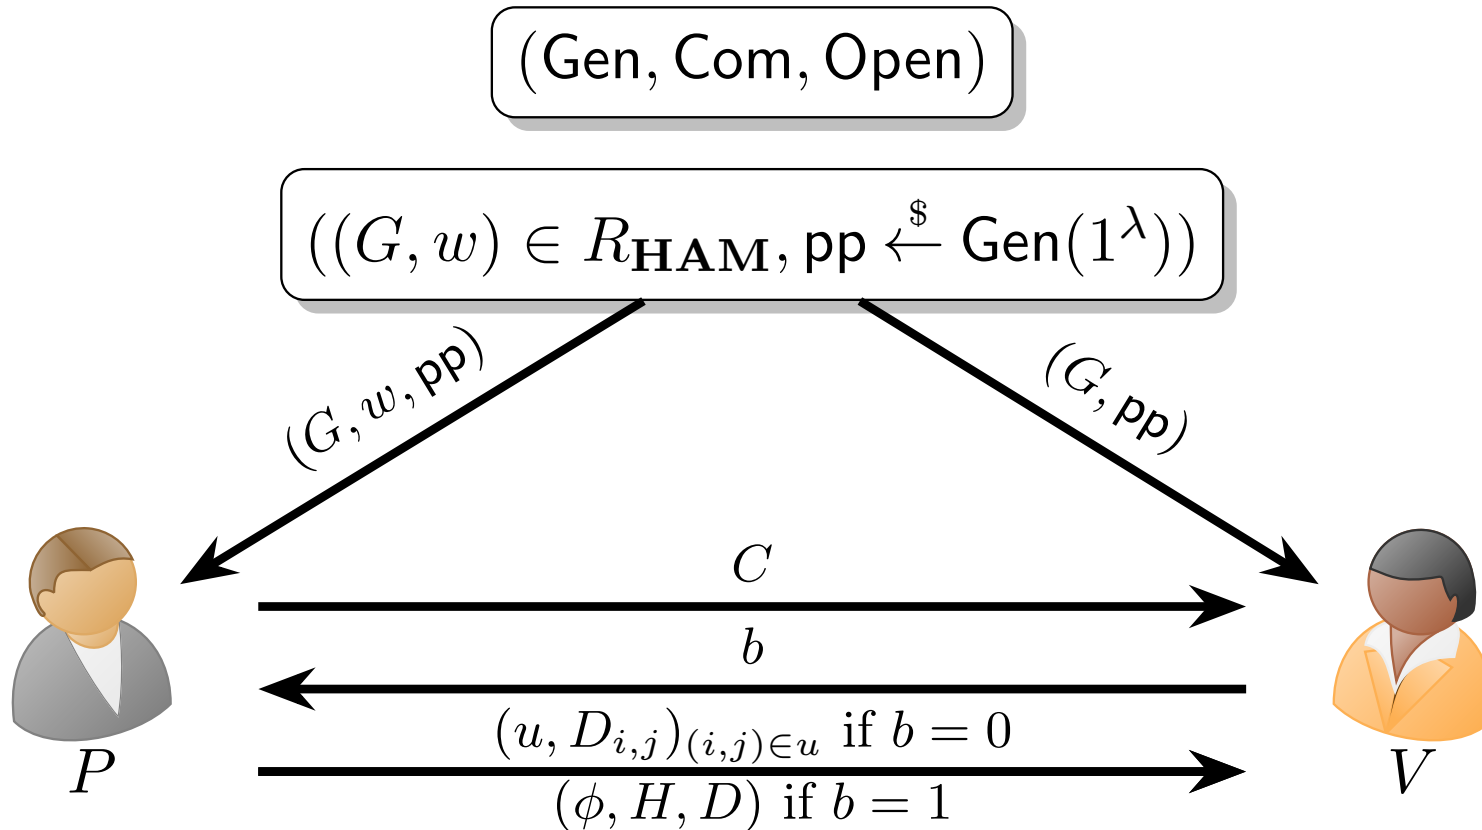 (Gen, Com, Open)
((G, w) ∈ R_HAM, pp ←$ Gen(1^λ))
(G, w, pp)
(G, pp)
C
b
(u, D_{i,j})_{(i,j)∈u} if b = 0
(ϕ, H, D) if b = 1
P
V